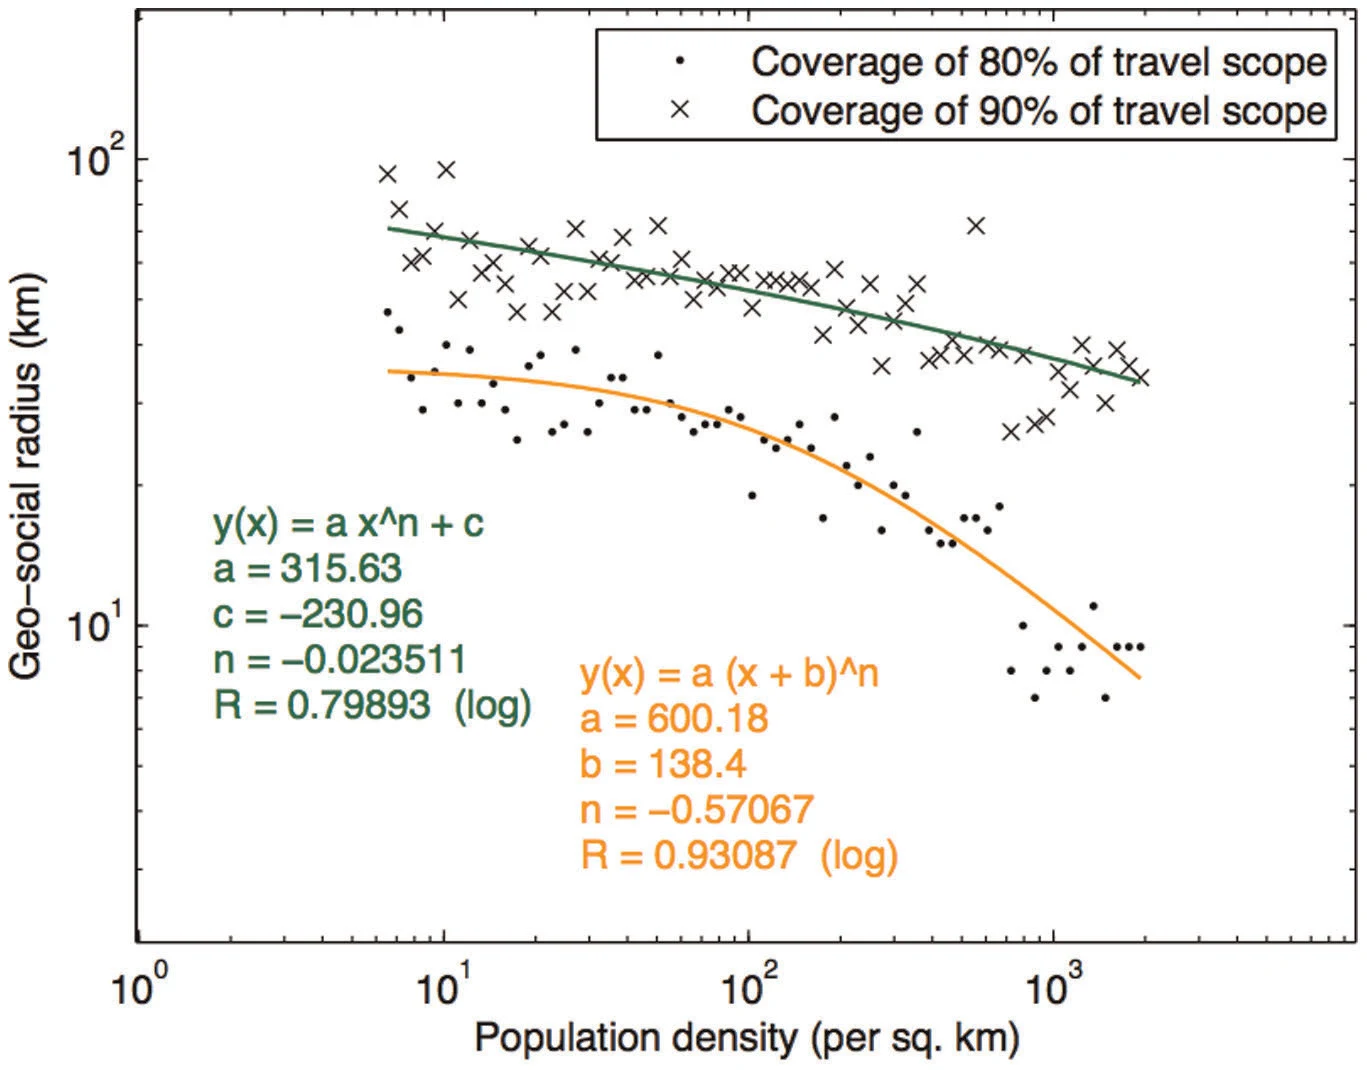 Coverage of 80% of travel scope
Coverage of 90% of travel scope
10^2
10^1
Geo−social radius (km)
y(x) = a x^n + c
a = 315.63
c = −230.96
n = −0.023511
R = 0.79893 (log)
y(x) = a (x + b)^n
a = 600.18
b = 138.4
n = −0.57067
R = 0.93087 (log)
10^0 10^1 10^2 10^3
Population density (per sq. km)